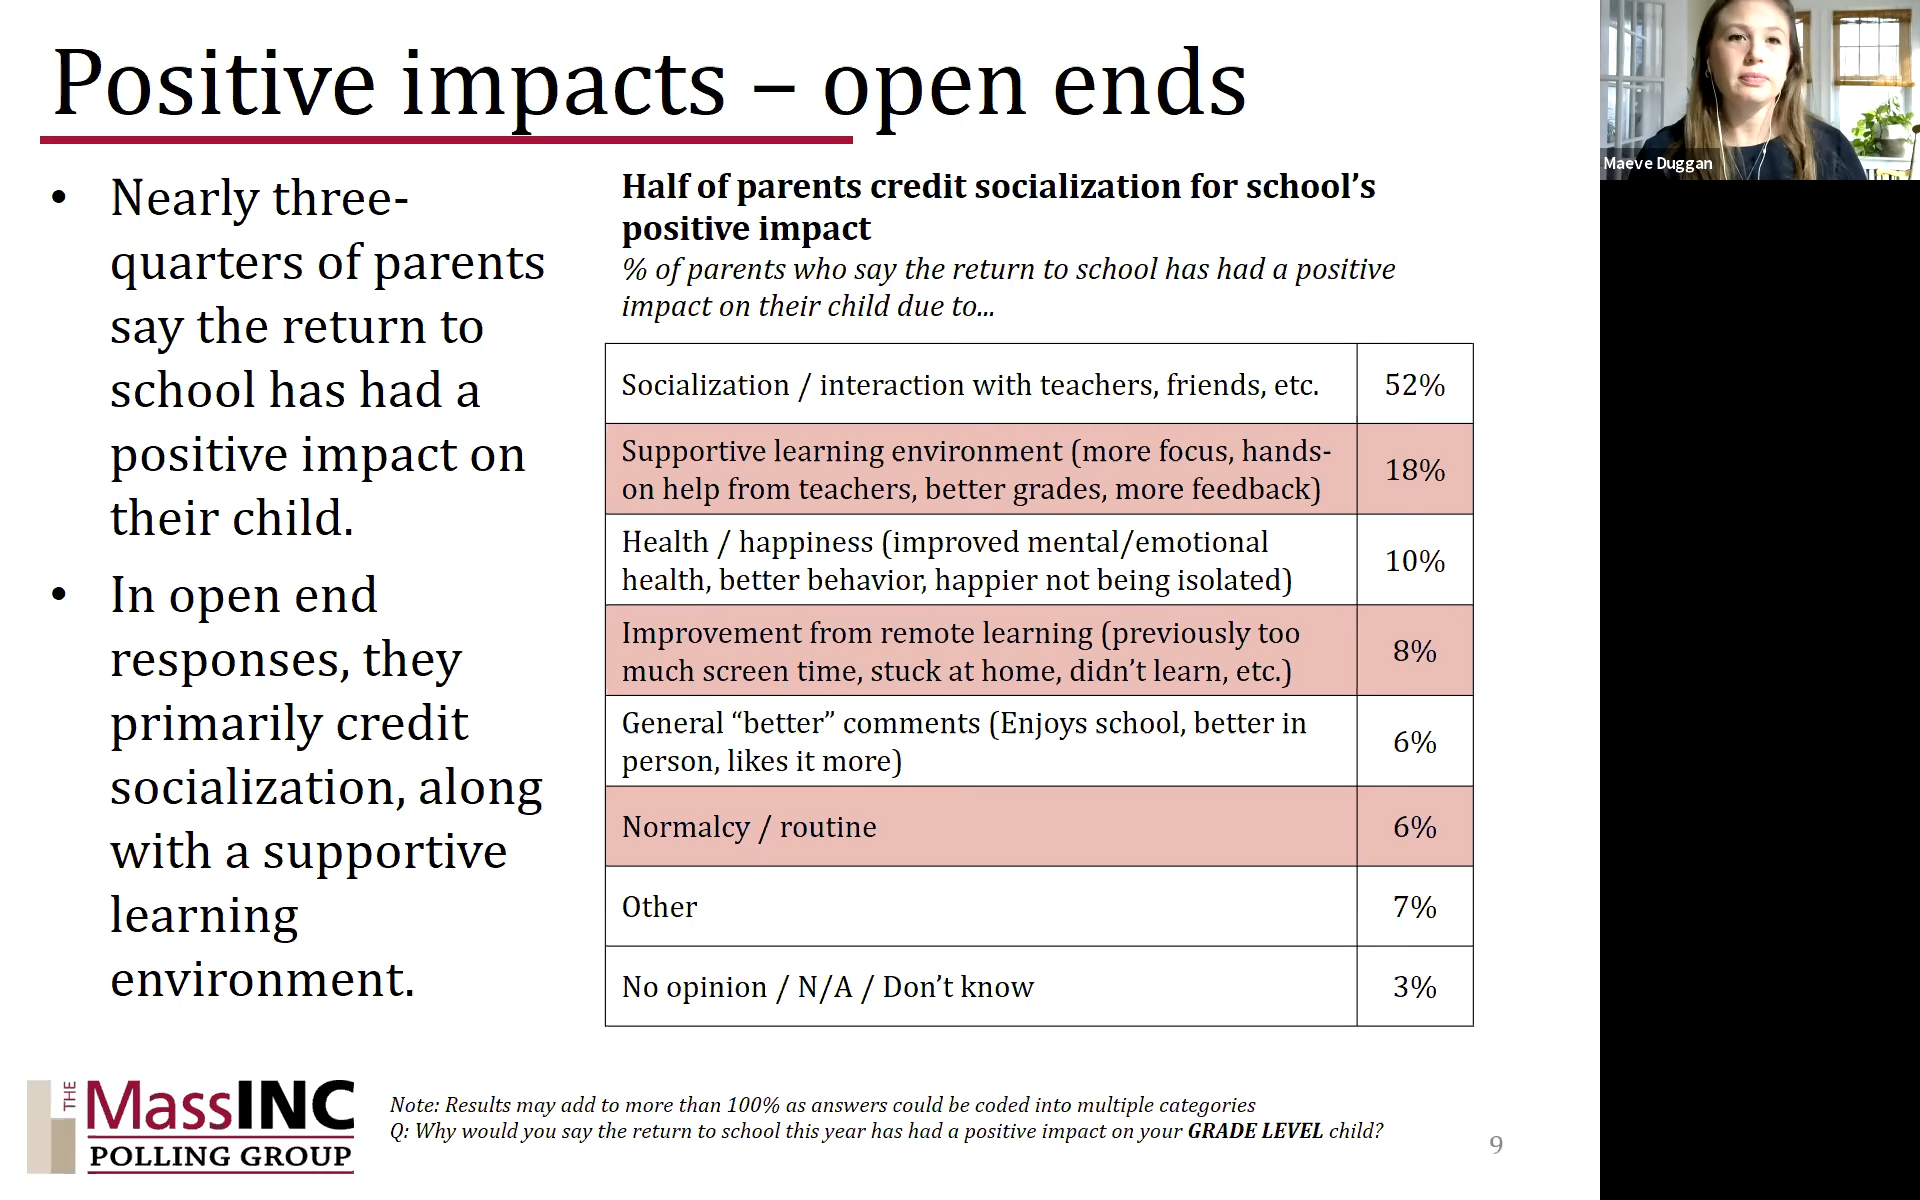 Positive impacts – open ends
• Nearly three-
quarters of parents
say the return to
school has had a
positive impact on
their child.
• In open end
responses, they
primarily credit
socialization, along
with a supportive
learning
environment.
Half of parents credit socialization for school’s
positive impact
% of parents who say the return to school has had a positive
impact on their child due to...
Socialization / interaction with teachers, friends, etc. 52%
Supportive learning environment (more focus, hands-
on help from teachers, better grades, more feedback) 18%
Health / happiness (improved mental/emotional
health, better behavior, happier not being isolated) 10%
Improvement from remote learning (previously too
much screen time, stuck at home, didn’t learn, etc.) 8%
General “better” comments (Enjoys school, better in
person, likes it more) 6%
Normalcy / routine 6%
Other 7%
No opinion / N/A / Don’t know 3%
THE MassINC
POLLING GROUP
Note: Results may add to more than 100% as answers could be coded into multiple categories
Q: Why would you say the return to school this year has had a positive impact on your GRADE LEVEL child?
9
Maeve Duggan